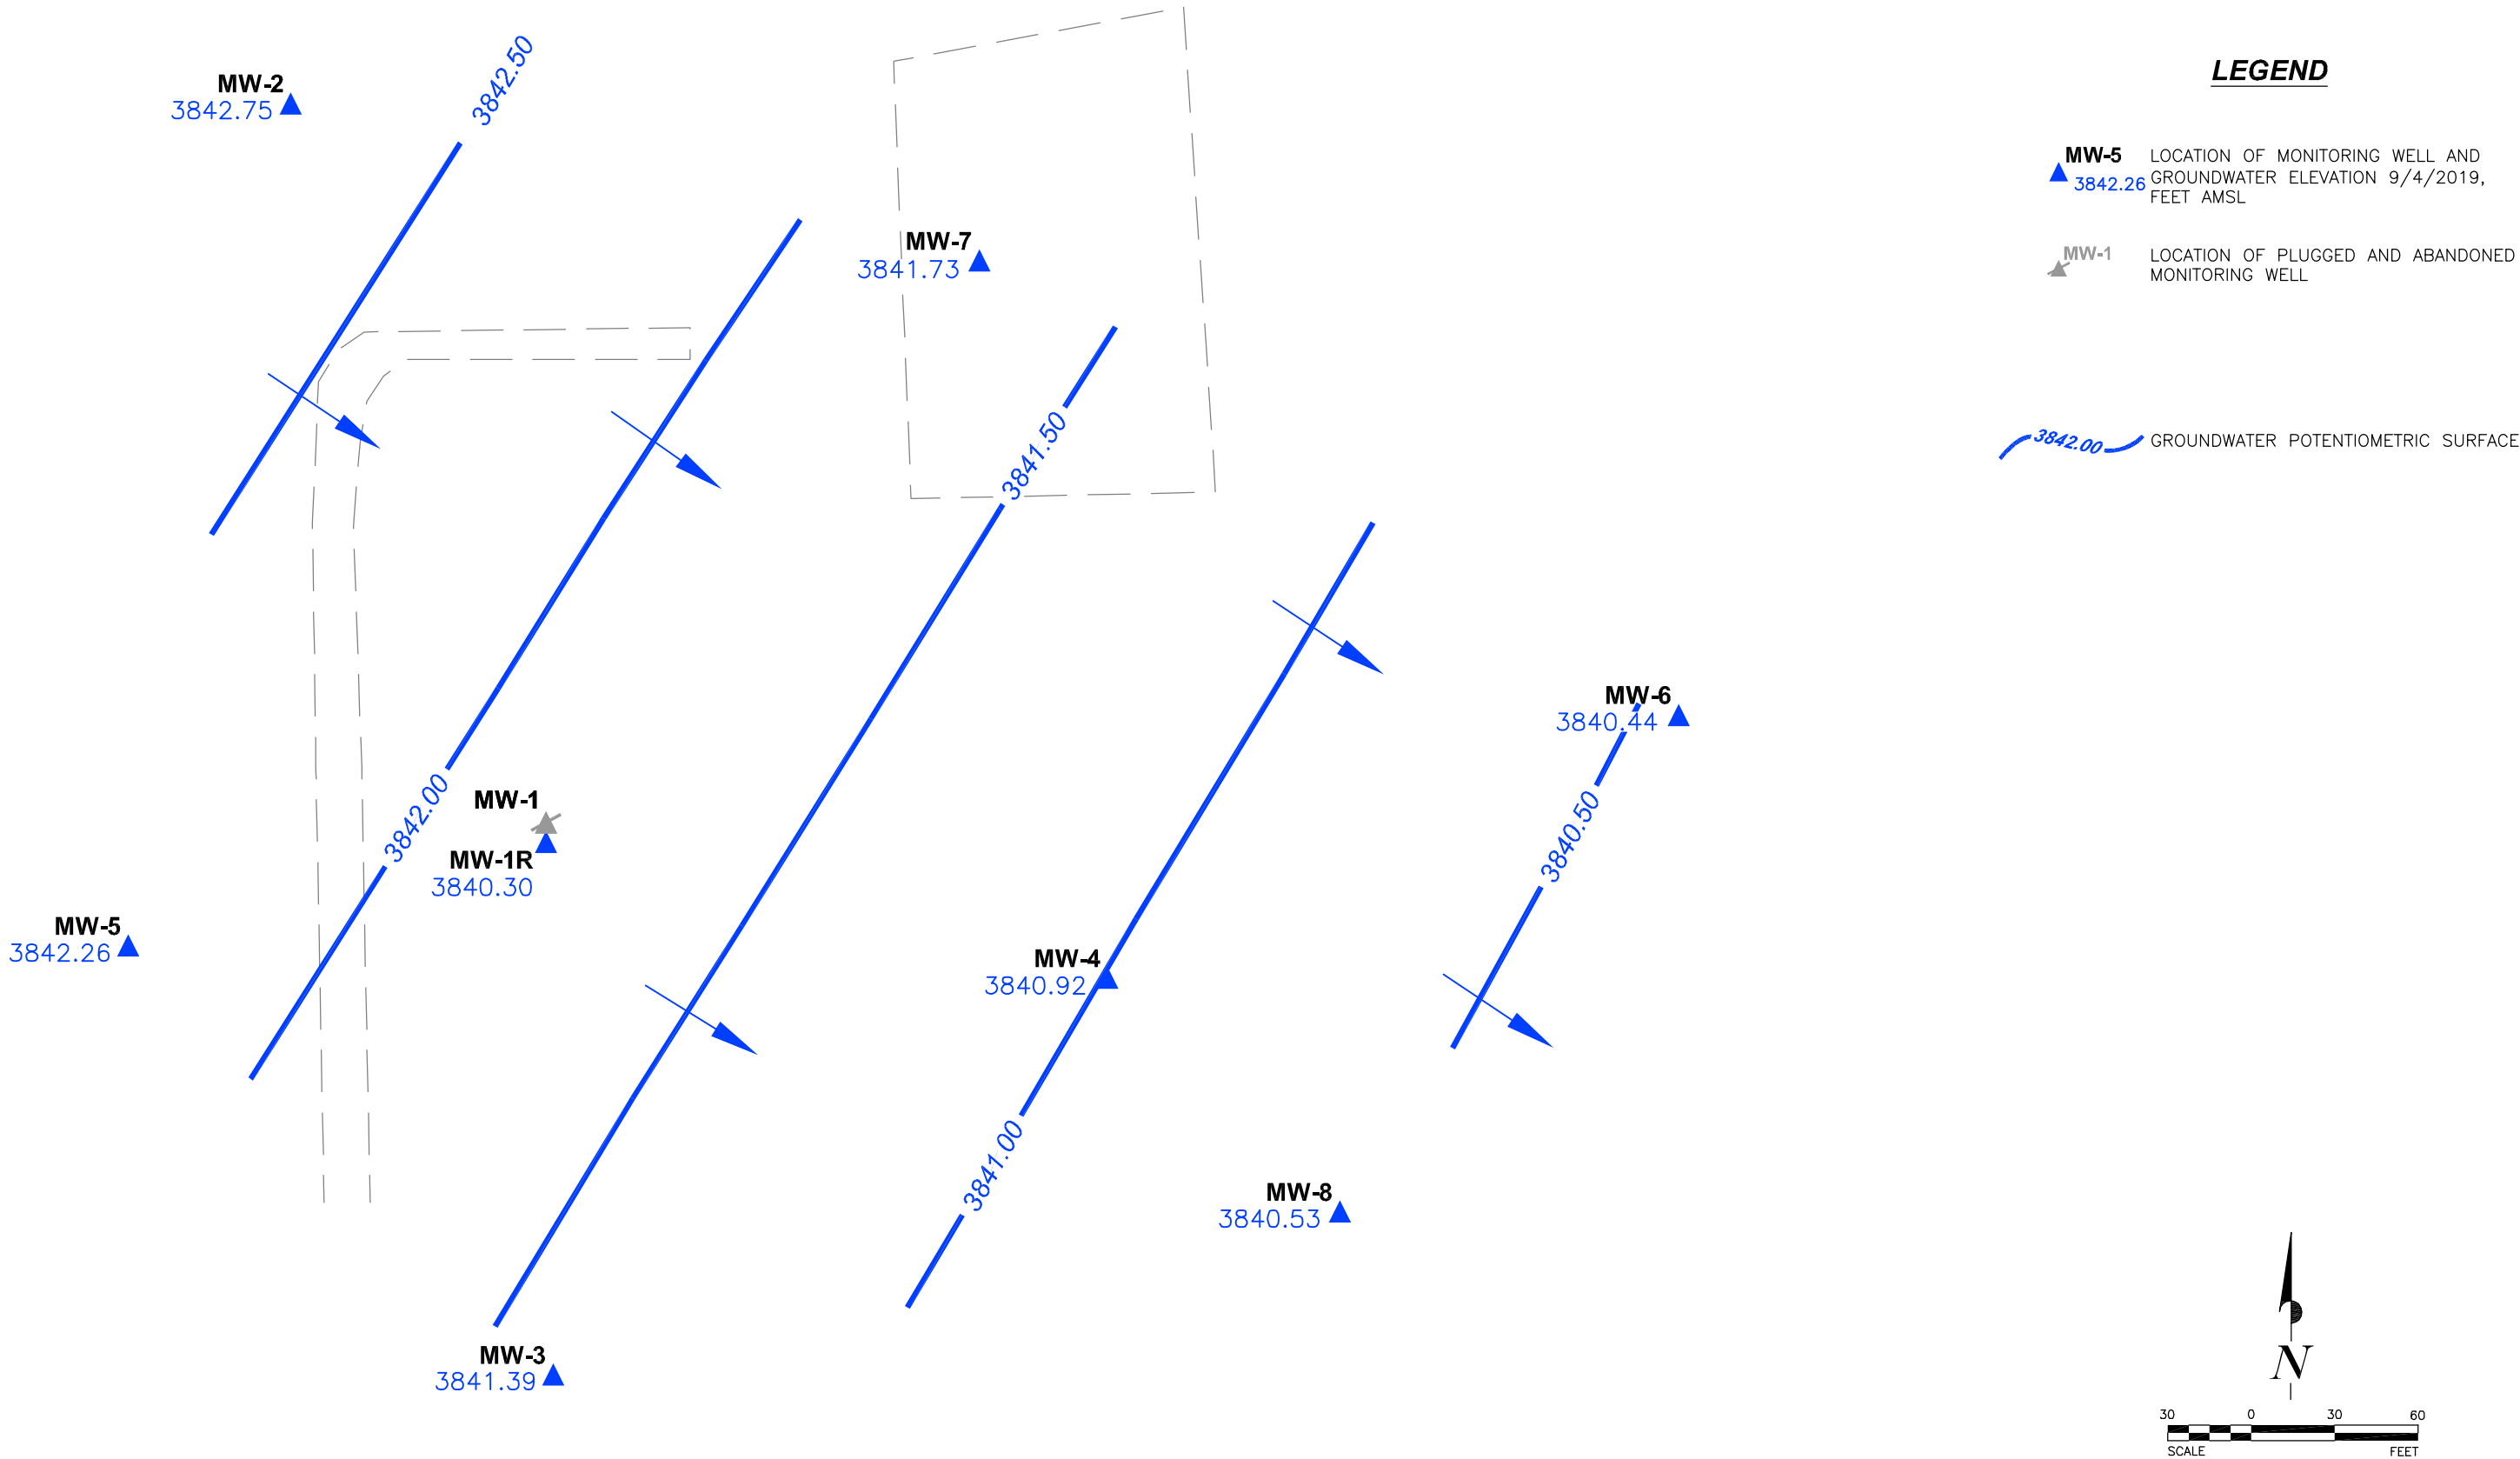 3842.50
MW-2
3842.75
MW-7
3841.73
3841.50
MW-6
3840.44
3842.00
MW-1
3840.50
MW-1R
3840.30
MW-5
3842.26
MW-4
3840.92
3841.00
MW-8
3840.53
MW-3
3841.39
LEGEND
MW-5
3842.26
LOCATION OF MONITORING WELL AND
GROUNDWATER ELEVATION 9/4/2019,
FEET AMSL
MW-1
LOCATION OF PLUGGED AND ABANDONED
MONITORING WELL
3842.00
GROUNDWATER POTENTIOMETRIC SURFACE
N
30 0 30 60
SCALE FEET